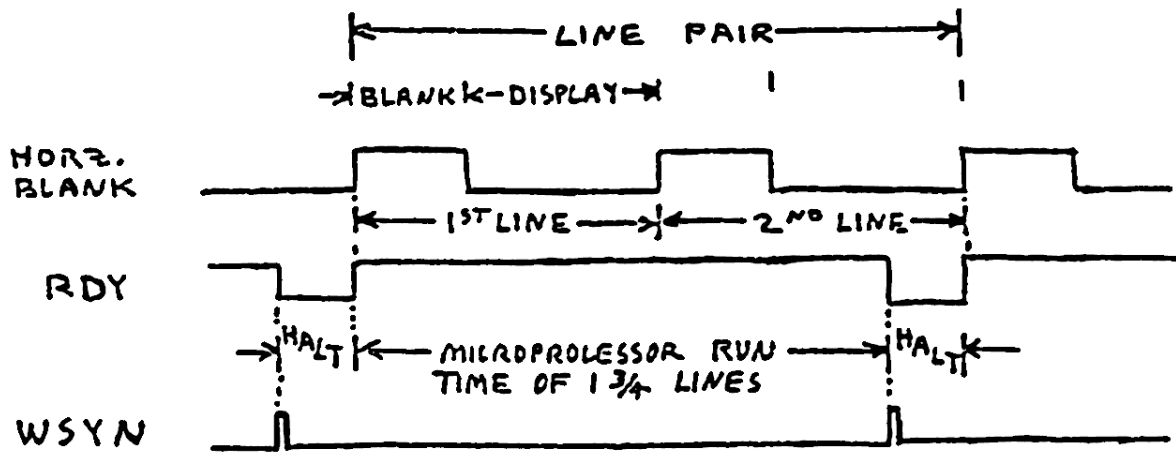 LINE PAIR
BLANK DISPLAY
HORZ.
BLANK
1ST LINE 2ND LINE
RDY
HALT MICROPROCESSOR RUN HALT
TIME OF 1 3/4 LINES
WSYN